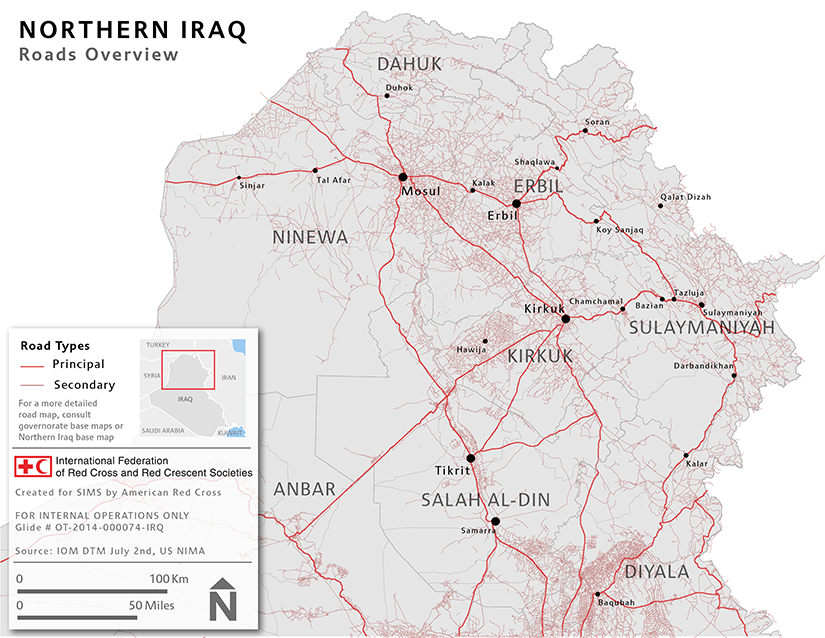 NORTHERN IRAQ
Roads Overview
DAHUK
Duhok
Soran
Shaqlawa
Sinjar
Tal Afar
Mosul
Kalak
ERBIL
Erbil
Qalat Dizah
NINEWA
Koy Sanjaq
Kirkuk
Chamchamal
Bazian
Tazluja
Sulaymaniyah
SULAYMANIYAH
Hawija
KIRKUK
Darbandikhan
Tikrit
Kalar
ANBAR
SALAH AL-DIN
Samarra
DIYALA
Baqubah
Road Types
Principal
Secondary
For a more detailed
road map, consult
governorate base maps or
Northern Iraq base map
TURKEY
SYRIA
IRAN
IRAQ
SAUDI ARABIA
KUWAIT
International Federation
of Red Cross and Red Crescent Societies
Created for SIMS by American Red Cross
FOR INTERNAL OPERATIONS ONLY
Glide # OT-2014-000074-IRQ
Source: IOM DTM July 2nd, US NIMA
0 100 Km
0 50 Miles
N